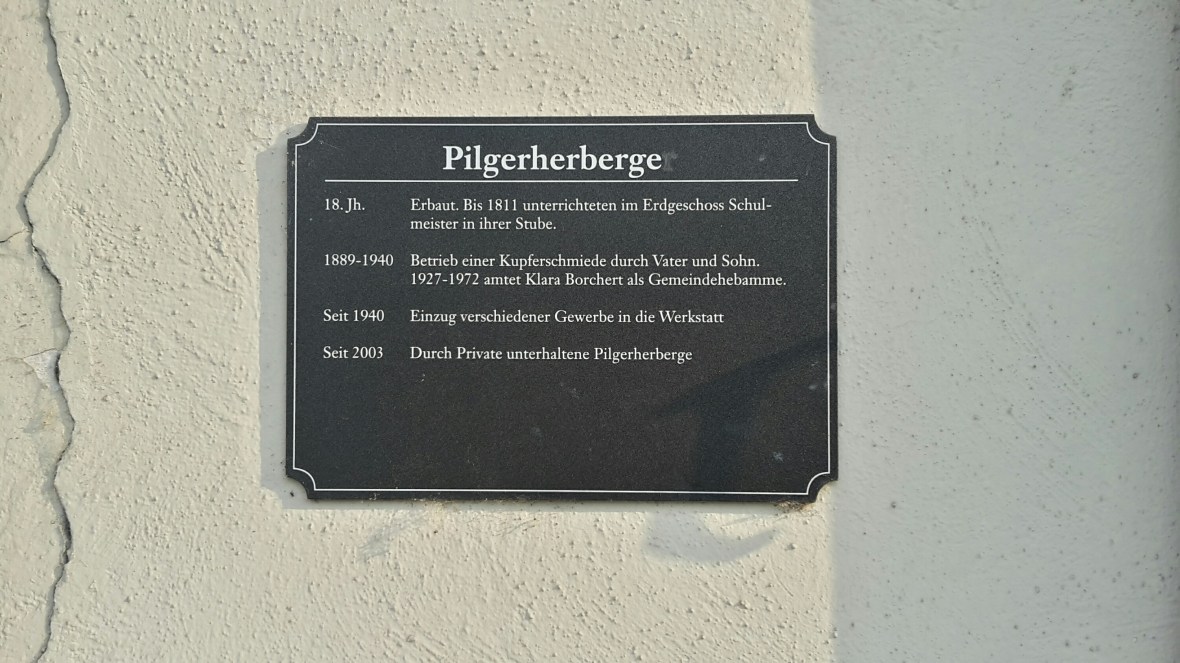 Pilgerherberge
18. Jh. Erbaut. Bis 1811 unterrichteten im Erdgeschoss Schul-
meister in ihrer Stube.
1889-1940 Betrieb einer Kupferschmiede durch Vater und Sohn.
1927-1972 amtet Klara Borchert als Gemeindehebamme.
Seit 1940 Einzug verschiedener Gewerbe in die Werkstatt
Seit 2003 Durch Private unterhaltene Pilgerherberge